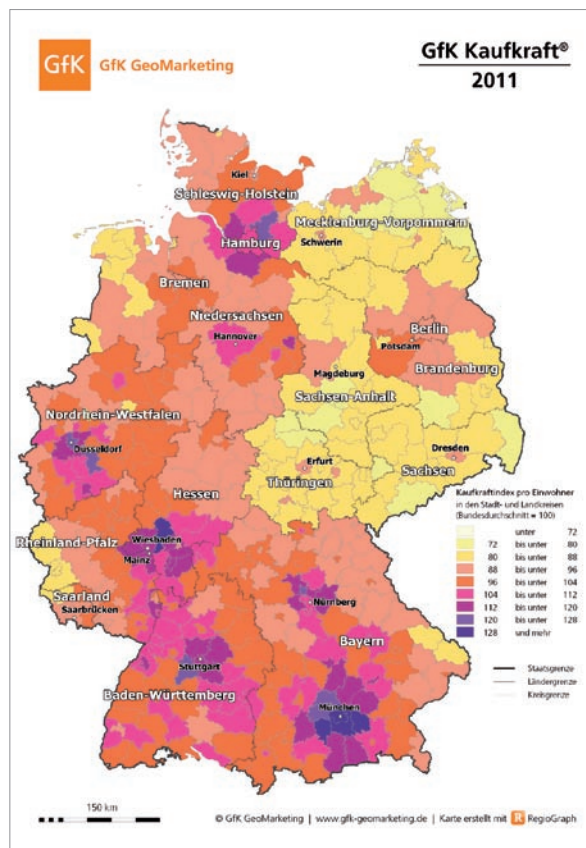 GfK GfK GeoMarketing
GfK Kaufkraft®
2011
Kiel
Schleswig-Holstein
Mecklenburg-Vorpommern
Schwerin
Hamburg
Bremen
Niedersachsen
Hannover
Berlin
Potsdam
Brandenburg
Magdeburg
Sachsen-Anhalt
Nordrhein-Westfalen
Düsseldorf
Dresden
Erfurt
Sachsen
Thüringen
Hessen
Kaufkraftindex pro Einwohner
in den Stadt- und Landkreisen
(Bundesdurchschnitt = 100)
unter 72
72 bis unter 80
80 bis unter 88
88 bis unter 96
96 bis unter 104
104 bis unter 112
112 bis unter 120
120 bis unter 128
128 und mehr
Rheinland-Pfalz
Wiesbaden
Mainz
Saarland
Saarbrücken
Nürnberg
Bayern
Stuttgart
Baden-Württemberg
München
Staatsgrenze
Ländergrenze
Kreisgrenze
150 km
© GfK GeoMarketing | www.gfk-geomarketing.de | Karte erstellt mit R RegioGraph